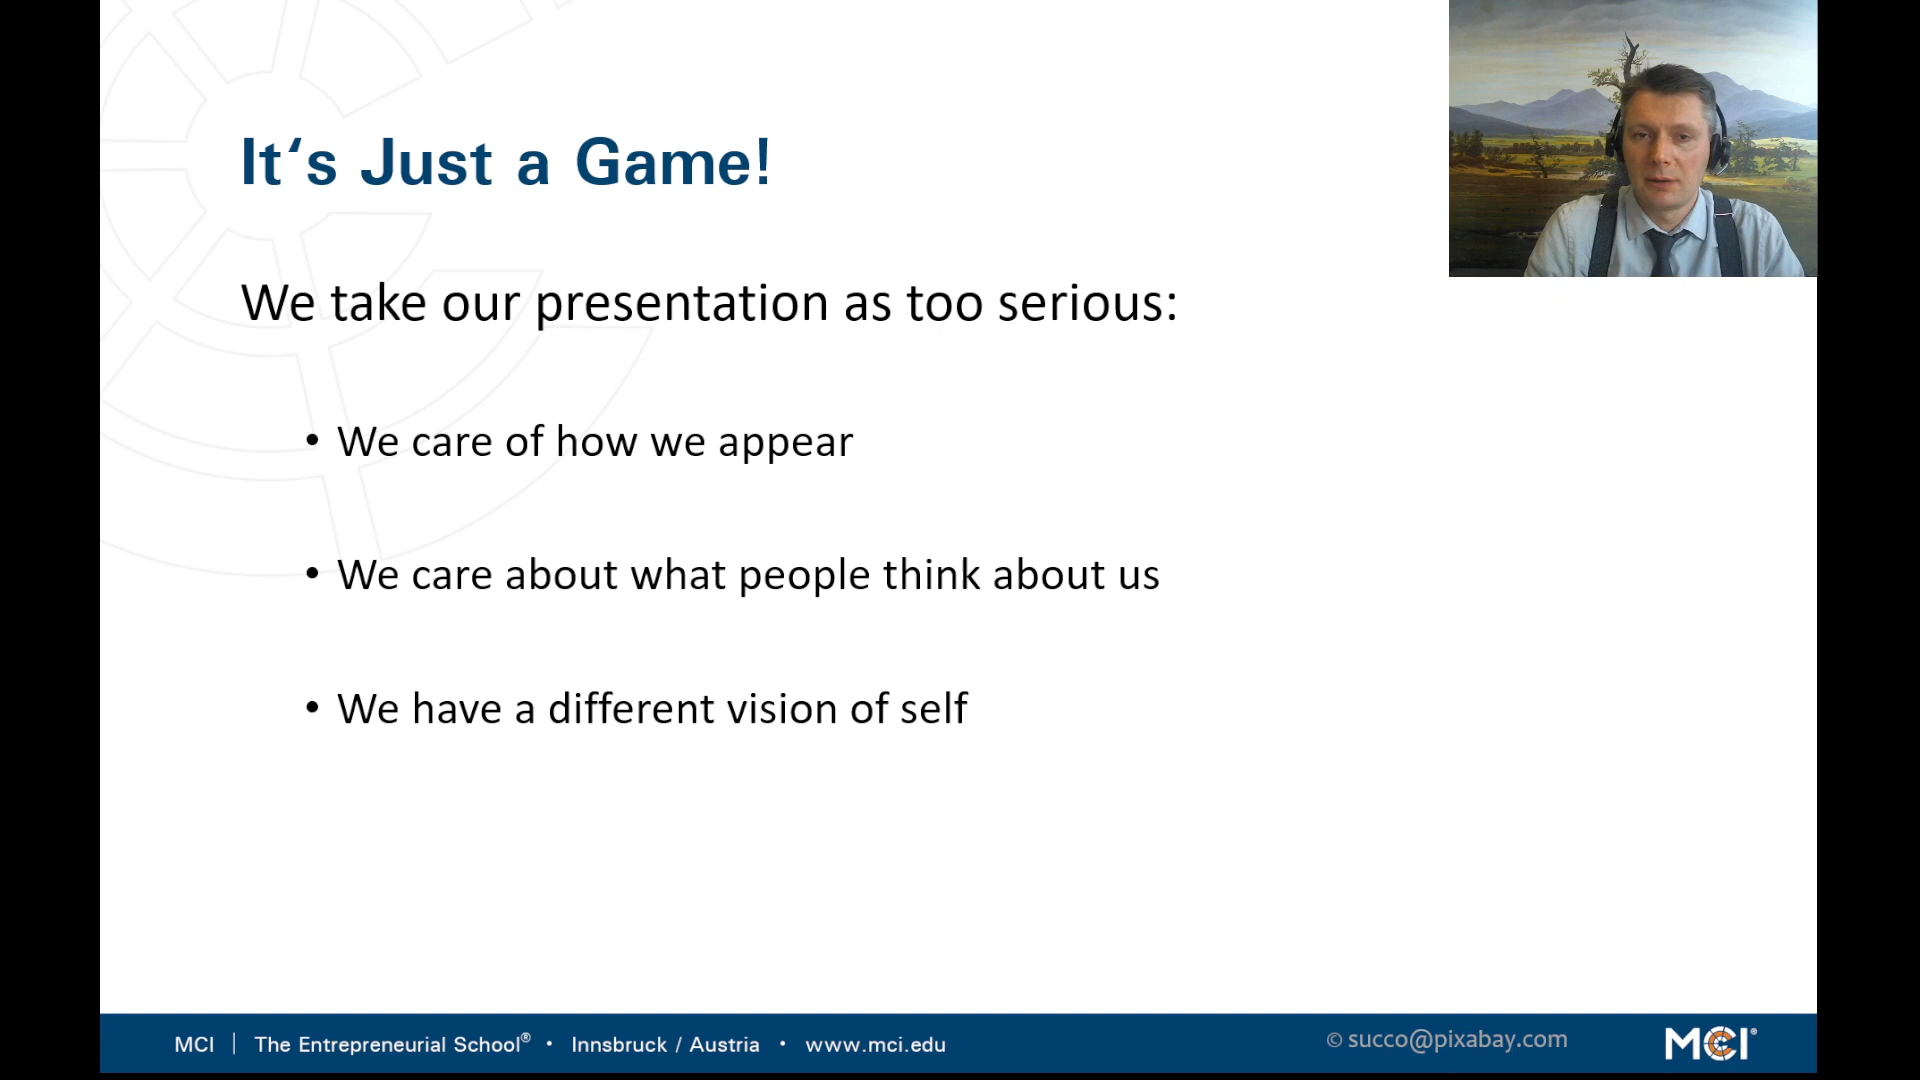 It‘s Just a Game!
We take our presentation as too serious:
• We care of how we appear
• We care about what people think about us
• We have a different vision of self
MCI | The Entrepreneurial School® • Innsbruck / Austria • www.mci.edu
© succo@pixabay.com
MCI®